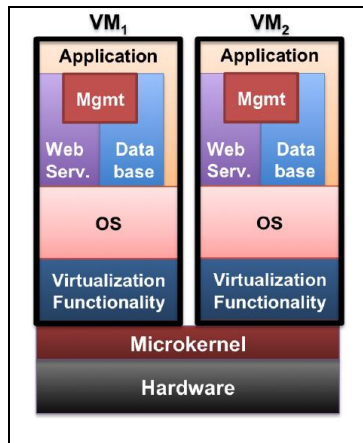 VM1
VM2
Application
Mgmt
Web
Serv.
Data
base
OS
Virtualization
Functionality
Application
Mgmt
Web
Serv.
Data
base
OS
Virtualization
Functionality
Microkernel
Hardware